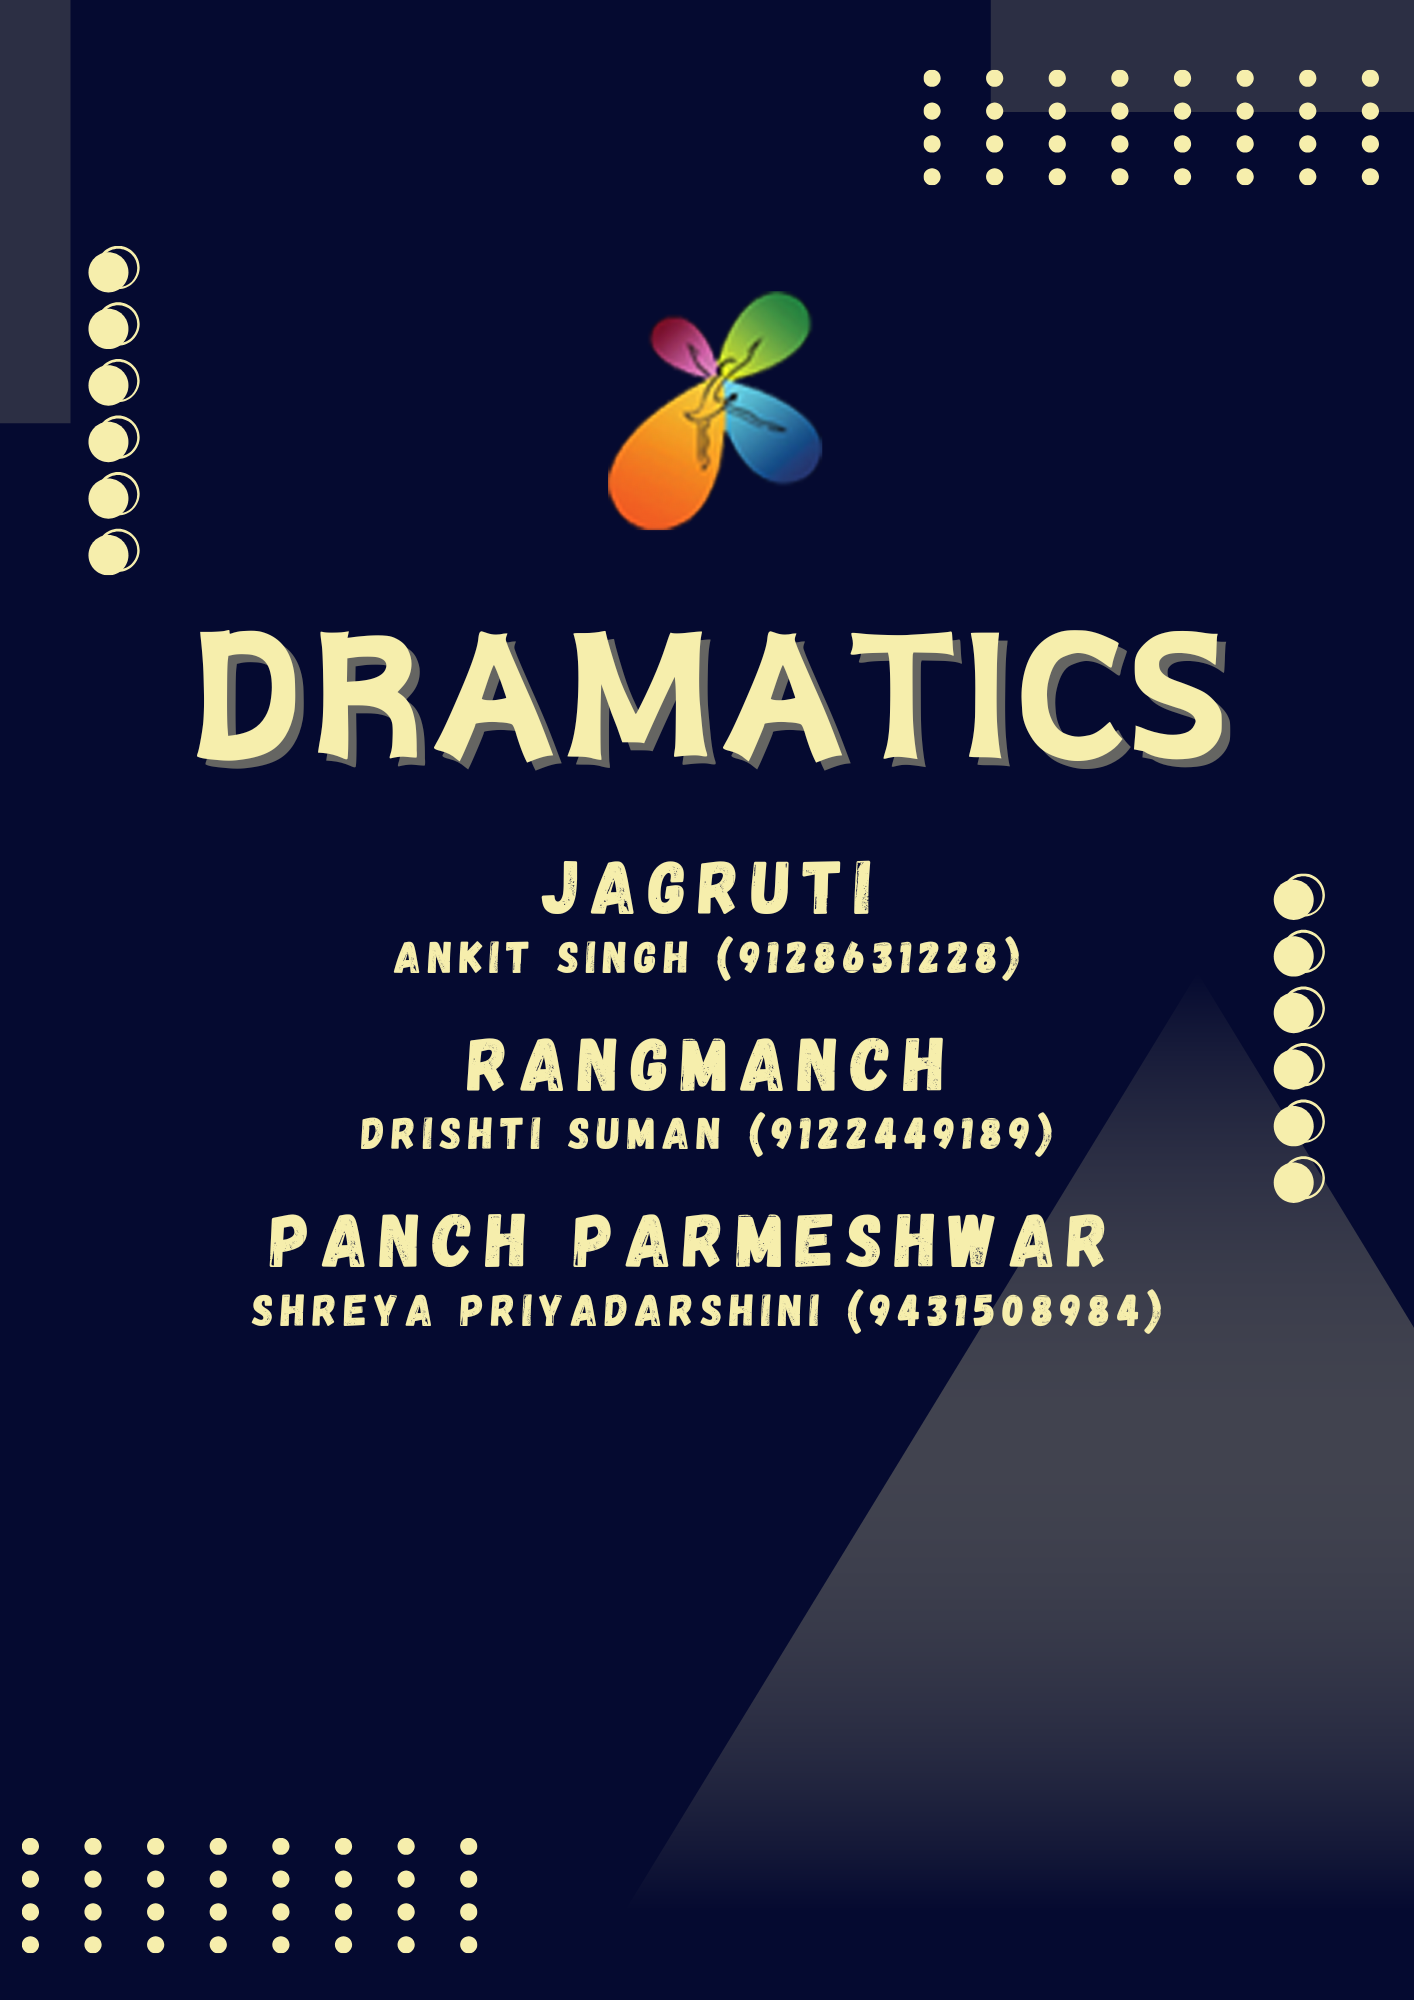 DRAMATICS
JAGRUTI
ANKIT SINGH (9128631228)
RANGMANCH
DRISHTI SUMAN (9122449189)
PANCH PARMESHWAR
SHREYA PRIYADARSHINI (9431508984)